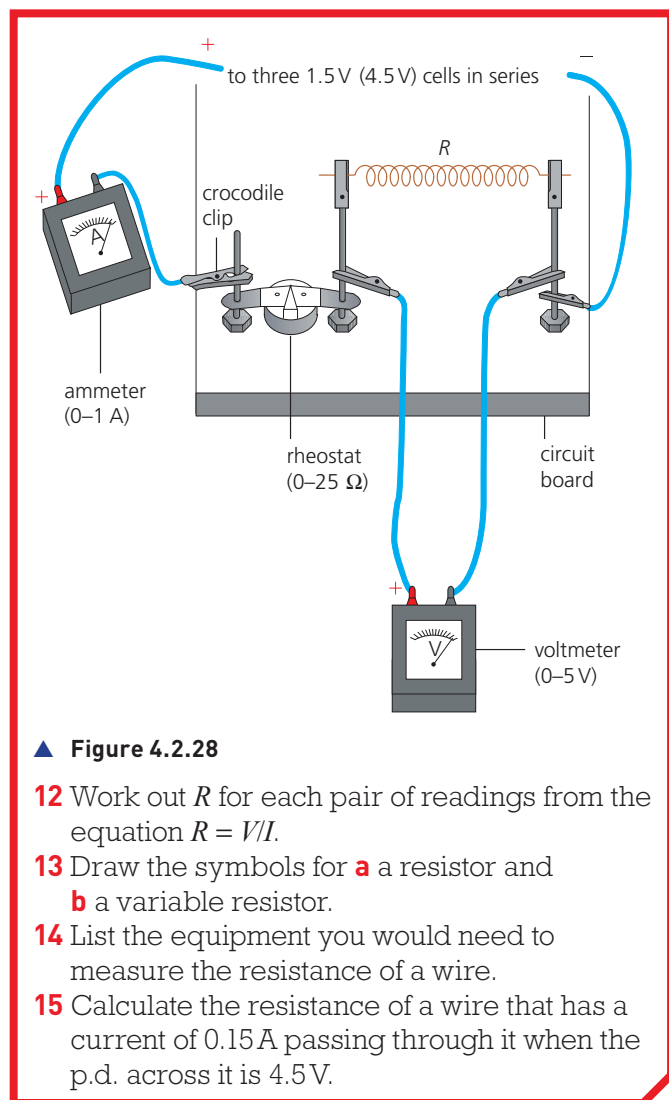 +
–
to three 1.5 V (4.5 V) cells in series
R
+
crocodile
clip
A
ammeter
(0–1 A)
rheostat
(0–25 Ω)
circuit
board
+
V
voltmeter
(0–5 V)
▲ Figure 4.2.28
12 Work out R for each pair of readings from the
equation R = V/I.
13 Draw the symbols for a a resistor and
b a variable resistor.
14 List the equipment you would need to
measure the resistance of a wire.
15 Calculate the resistance of a wire that has a
current of 0.15 A passing through it when the
p.d. across it is 4.5 V.